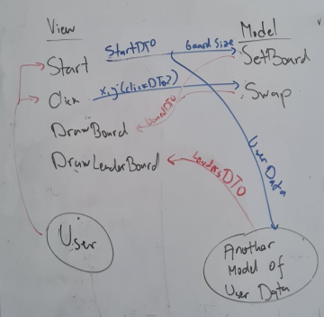 View
Model
StartDTO
Board Size
Start
SetBoard
Click
x,y (clickDTO?)
Swap
BoardDTO
DrawBoard
DrawLeaderBoard
LeadersDTO
User Data
User
Another
Model of
User Data